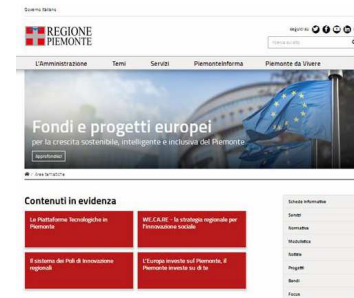 Governo Italiano
REGIONE
PIEMONTE
seguici su
L'Amministrazione Temi Servizi PiemonteInforma Piemonte da Vivere
Fondi e progetti europei
per la crescita sostenibile, intelligente e inclusiva del Piemonte
Approfondisci
/ Aree tematiche
Contenuti in evidenza
Le Piattaforme Tecnologiche in
Piemonte
WE.CA.RE - la strategia regionale per
l'innovazione sociale
Il sistema dei Poli di Innovazione
regionali
L'Europa investe sul Piemonte, il
Piemonte investe su di te
Scheda informativa
Servizi
Normativa
Modulistica
Notizie
Progetti
Bandi
Focus